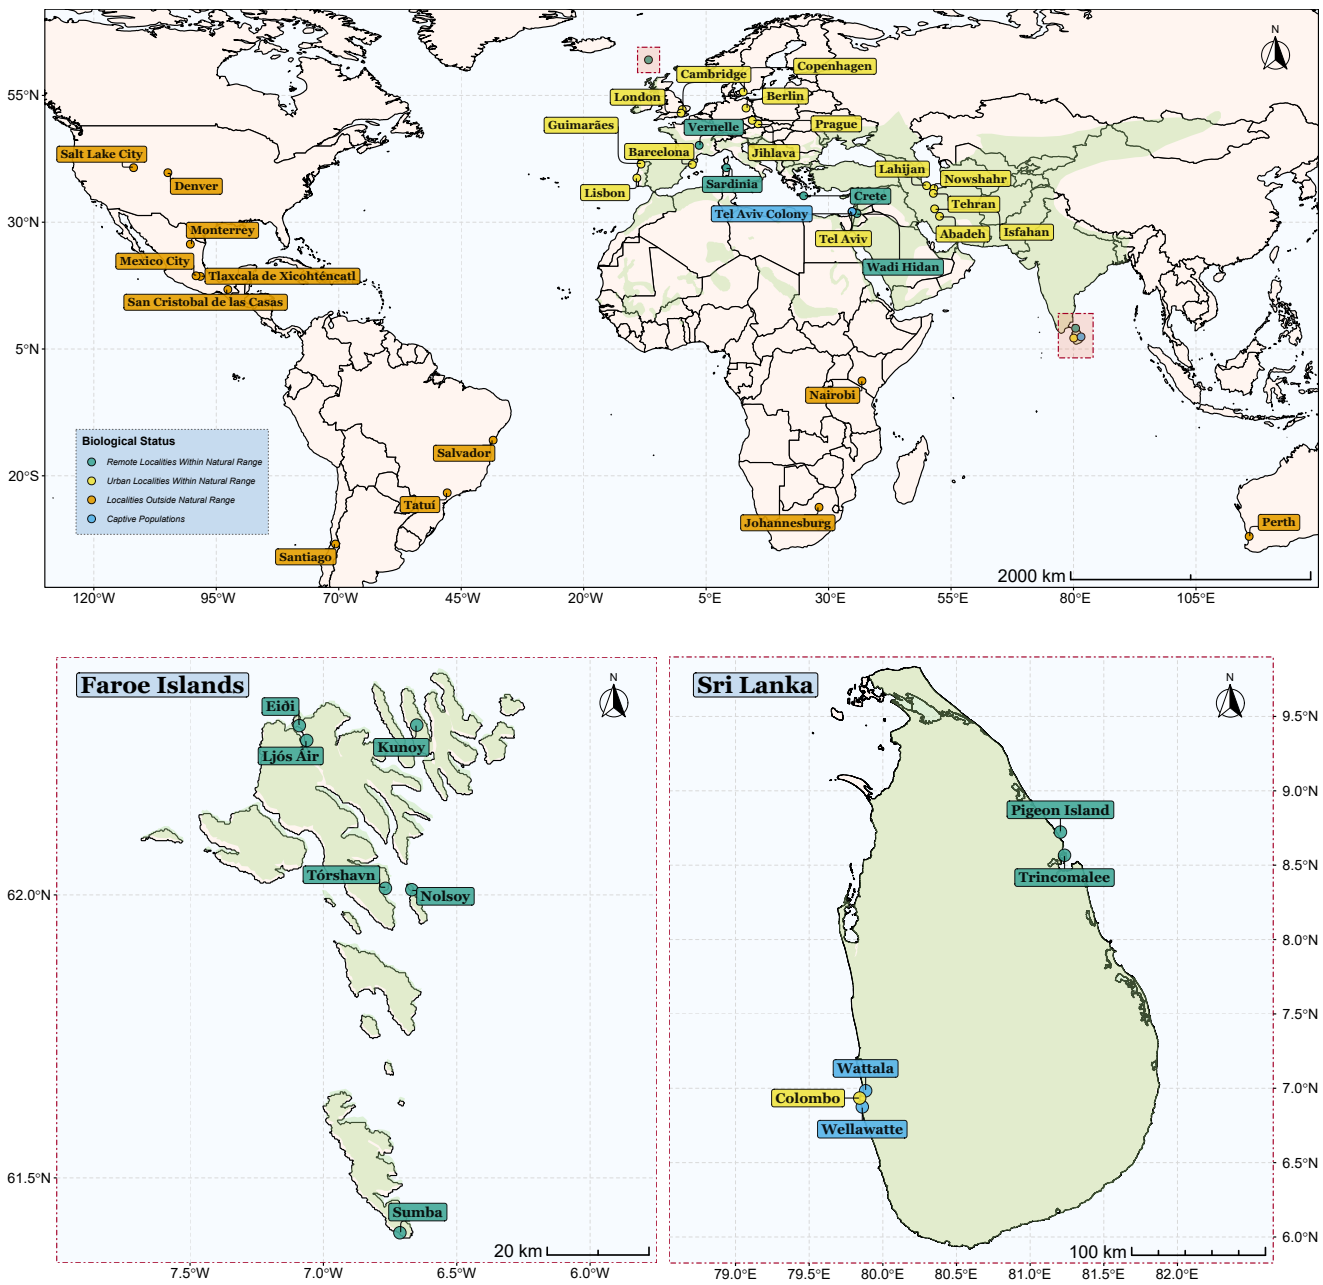 N
Copenhagen
Cambridge
London
Berlin
Guimarães
Vernelle
Prague
Salt Lake City
Barcelona
Jihlava
Lahijan
Denver
Lisbon
Sardinia
Nowshahr
Crete
Tehran
Tel Aviv Colony
Monterrey
Tel Aviv
Abadeh
Isfahan
Mexico City
Wadi Hidan
Tlaxcala de Xicohténcatl
San Cristobal de las Casas
Nairobi
Salvador
Tatuí
Johannesburg
Perth
Santiago
Biological Status
Remote Localities Within Natural Range
Urban Localities Within Natural Range
Localities Outside Natural Range
Captive Populations
2000 km
55°N
30°N
5°N
20°S
120°W 95°W 70°W 45°W 20°W 5°E 30°E 55°E 80°E 105°E
Faroe Islands
N
Eiði
Ljós Áir
Kunoy
Tórshavn
Nolsoy
Sumba
20 km
62.0°N
61.5°N
7.5°W 7.0°W 6.5°W 6.0°W
Sri Lanka
N
Pigeon Island
Trincomalee
Wattala
Colombo
Wellawatte
100 km
9.5°N
9.0°N
8.5°N
8.0°N
7.5°N
7.0°N
6.5°N
6.0°N
79.0°E 79.5°E 80.0°E 80.5°E 81.0°E 81.5°E 82.0°E